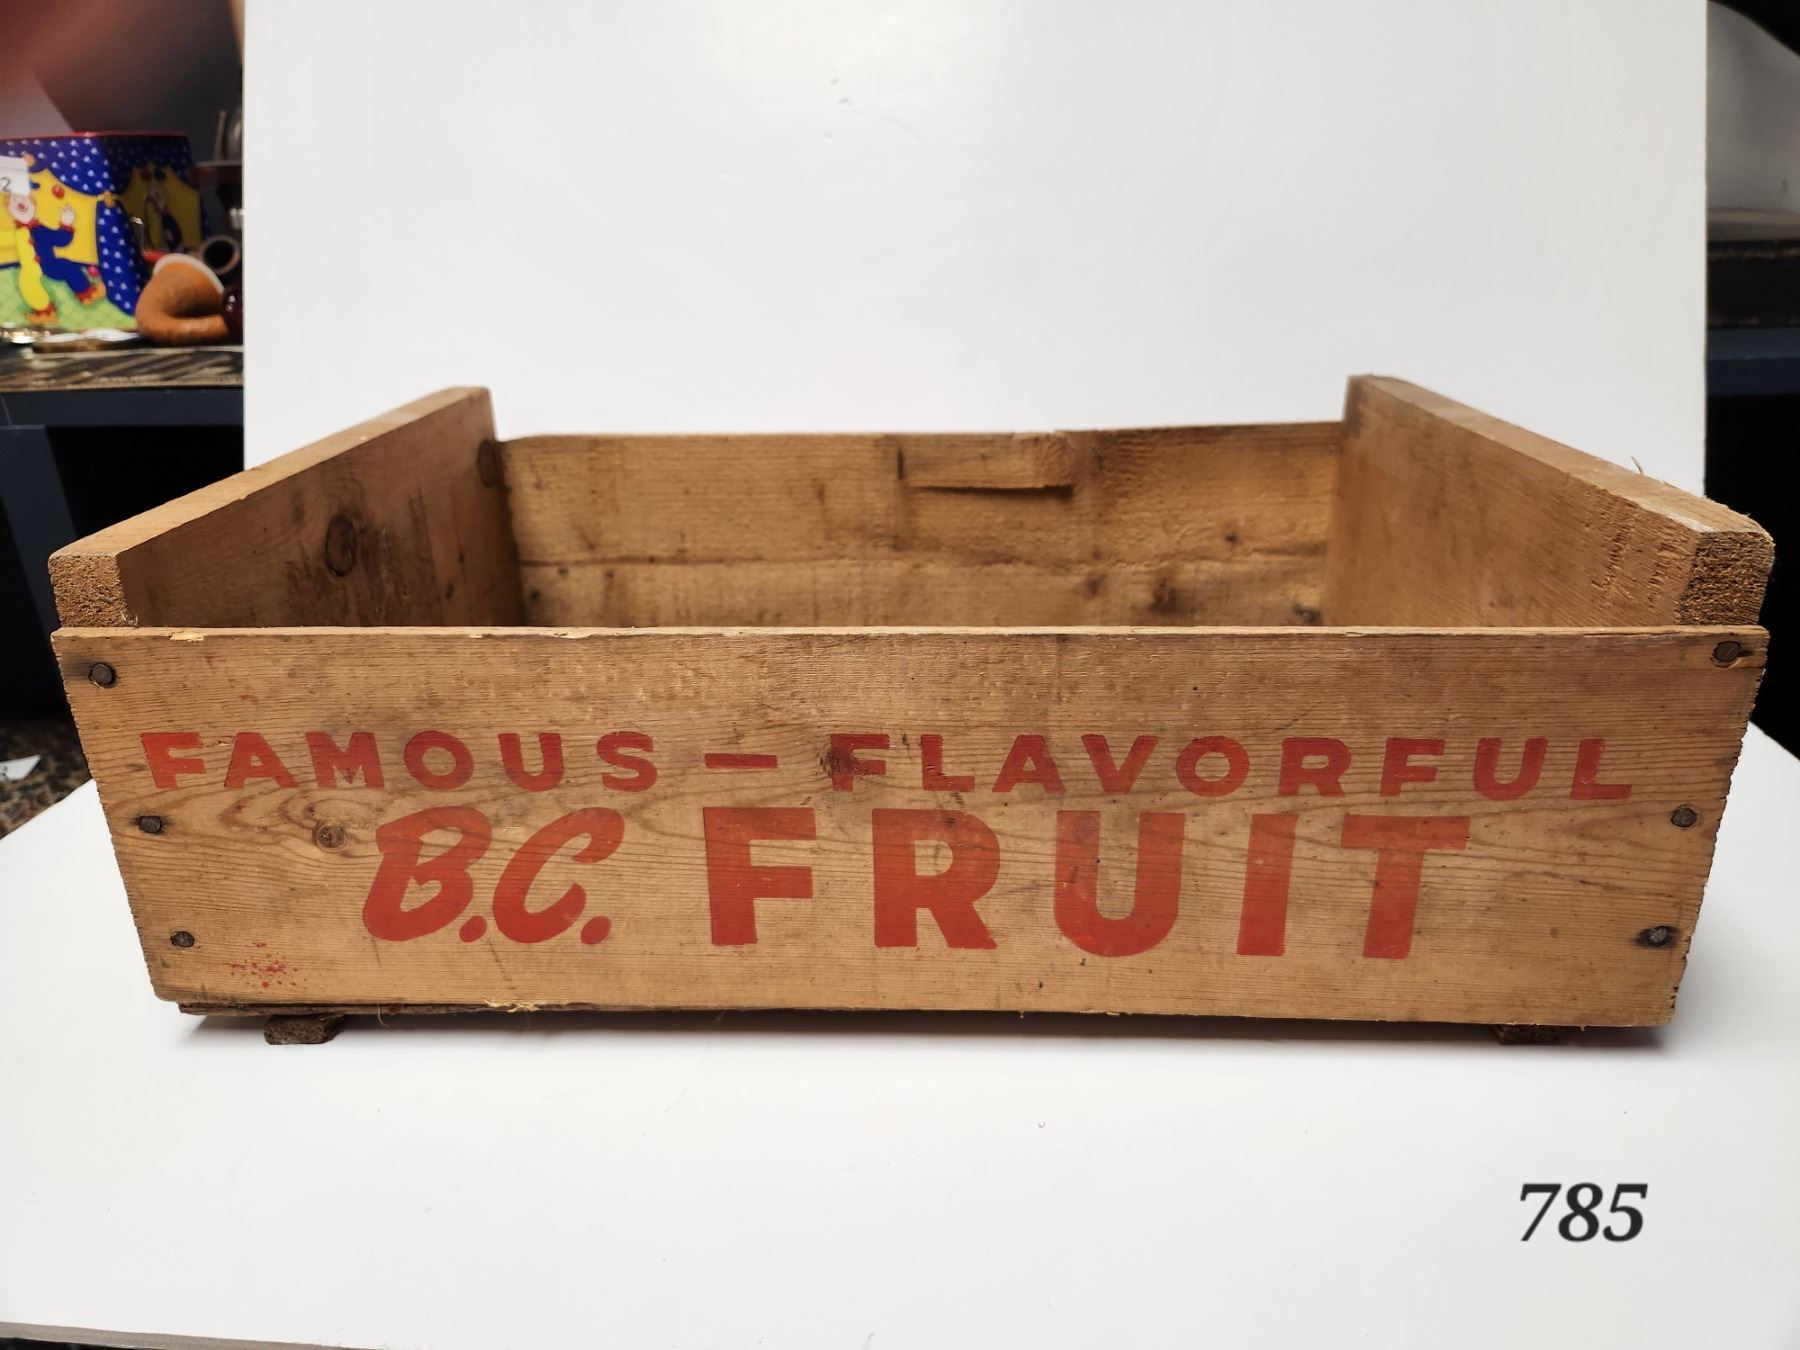 FAMOUS — FLAVORFUL
B.C. FRUIT
785